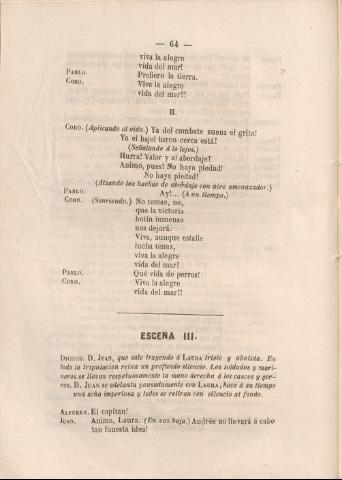 — 64 —
viva la alegre
vida del mar!
PABLO. Prefiero la tierra.
CORO. Viva la alegre
vida del mar!!
II.
CORO. (Aplicando el oido.) Ya del combate suena el grito!
Ya el bajel turco cerca está!
(Señalando á lo lejos.)
Hurra! Valor y al abordaje!
Animo, pues! No haya piedad!
No haya piedad!
(Alzando las hachas de abordaje con aire amenazador.)
PABLO. Ay!... (A un tiempo.)
CORO. (Sonriendo.) No temas, no,
que la victoria
botin inmenso
nos dejará.
Viva, aunque estalle
lucha tenaz,
viva la alegre
vida del mar!
PABLO. Qué vida de perros!
CORO. Viva la alegre
vida del mar!!
ESCENA III.
DICHOS: D. JUAN, que sale trayendo á LAURA triste y abatida. En
toda la tripulacion reina un profundo silencio. Los soldados y mari-
neros se llevan respetuosamente la mano derecha á los cascos y gor-
ros. D. JUAN se adelanta pausadamente con LAURA, hace á su tiempo
una seña imperiosa y todos se retiran con silencio al fondo.
ALFEREZ. El capitan!
JUAN. Animo, Laura. (En voz baja.) Andrés no llevará á cabo
tan funesta idea!